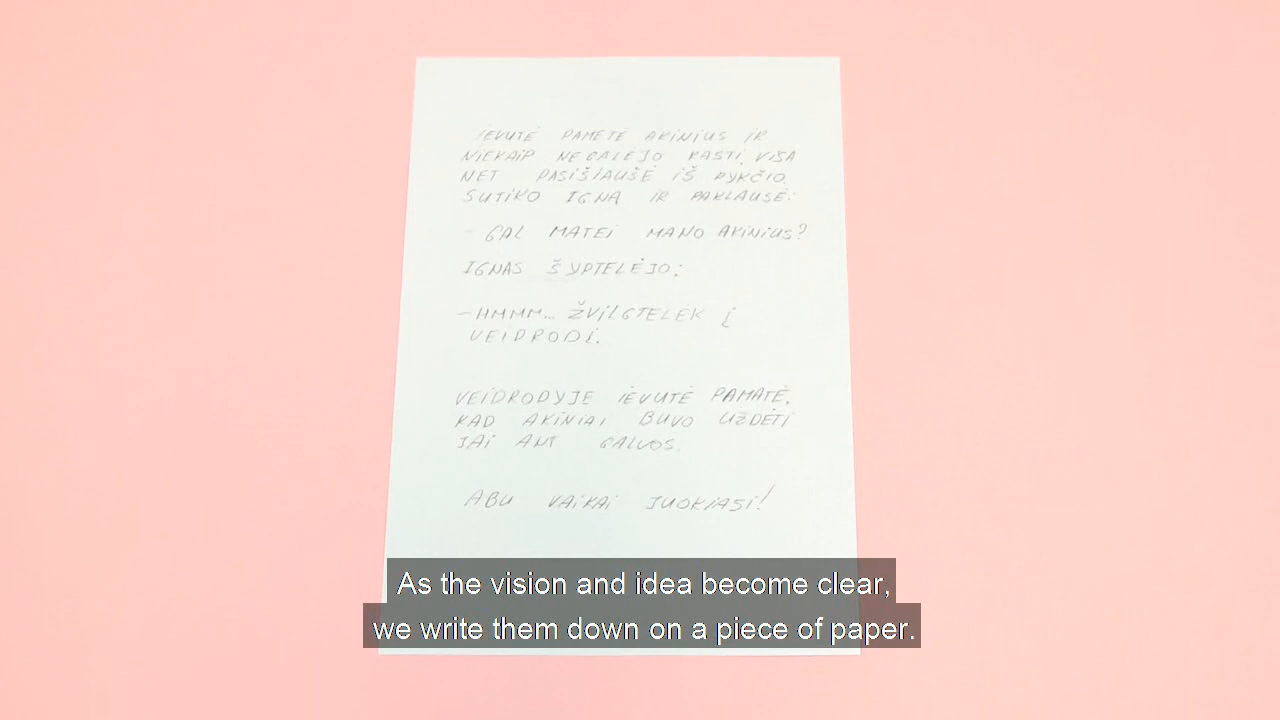 IEVUTĖ PAMETĖ AKINIUS IR
NIEKAIP NEGALĖJO RASTI, VISA
NET PASIŠIAUŠĖ IŠ PYKČIO.
SUTIKO IGNĄ IR PAKLAUSĖ:
- GAL MATEI MANO AKINIUS?
IGNAS ŠYPTELĖJO:
- HMMM... ŽVILGTELĖK Į
VEIDRODĮ.
VEIDRODYJE IEVUTĖ PAMATĖ,
KAD AKINIAI BUVO UŽDĖTI
JAI ANT GALVOS.
ABU VAIKAI JUOKIASI!
As the vision and idea become clear,
we write them down on a piece of paper.